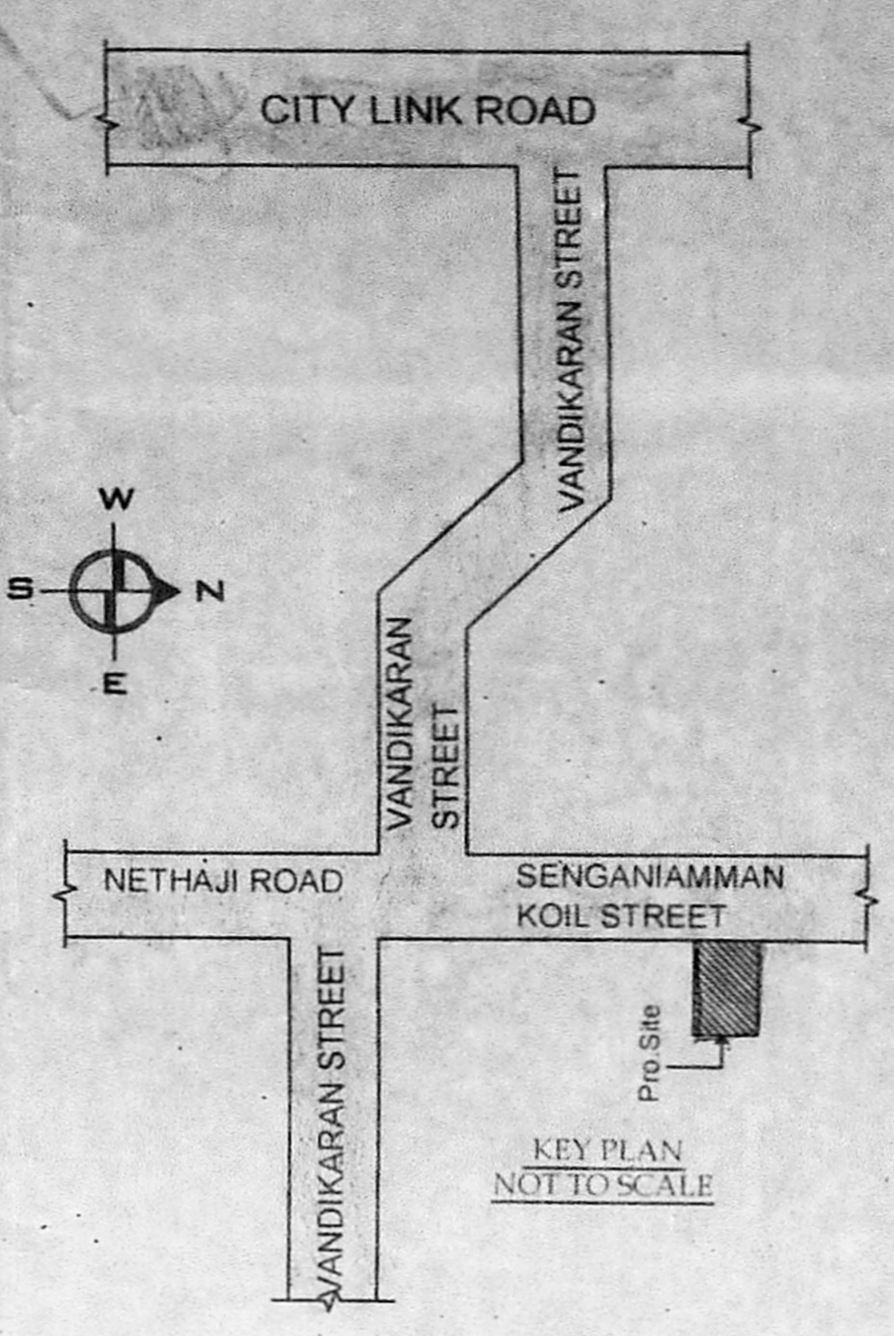 CITY LINK ROAD
VANDIKARAN STREET
W
S
N
E
VANDIKARAN
STREET
NETHAJI ROAD
SENGANIAMMAN
KOIL STREET
VANDIKARAN STREET
Pro.Site
KEY PLAN
NOT TO SCALE